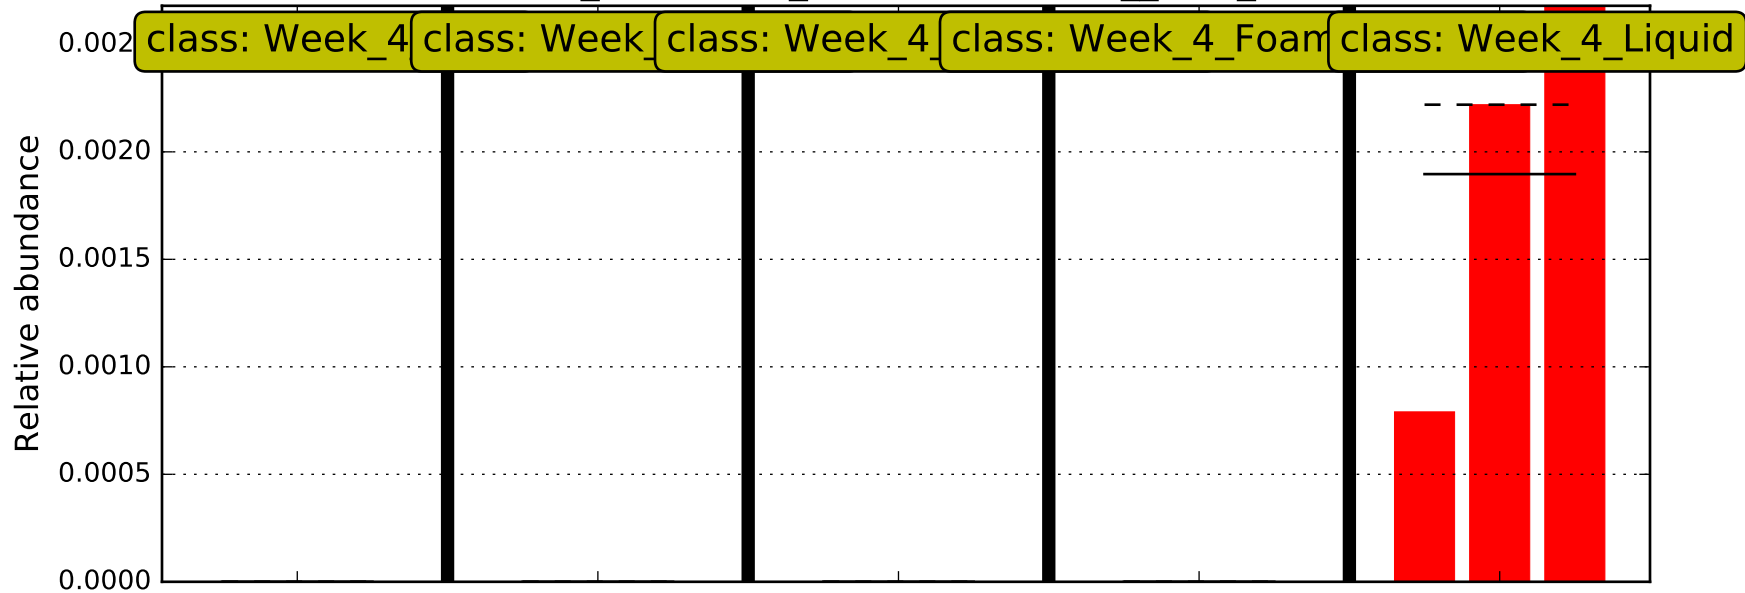 0.002
class: Week_4
class: Week_
class: Week_4_
class: Week_4_Foam
class: Week_4_Liquid
0.0020
0.0015
0.0010
0.0005
0.0000
Relative abundance